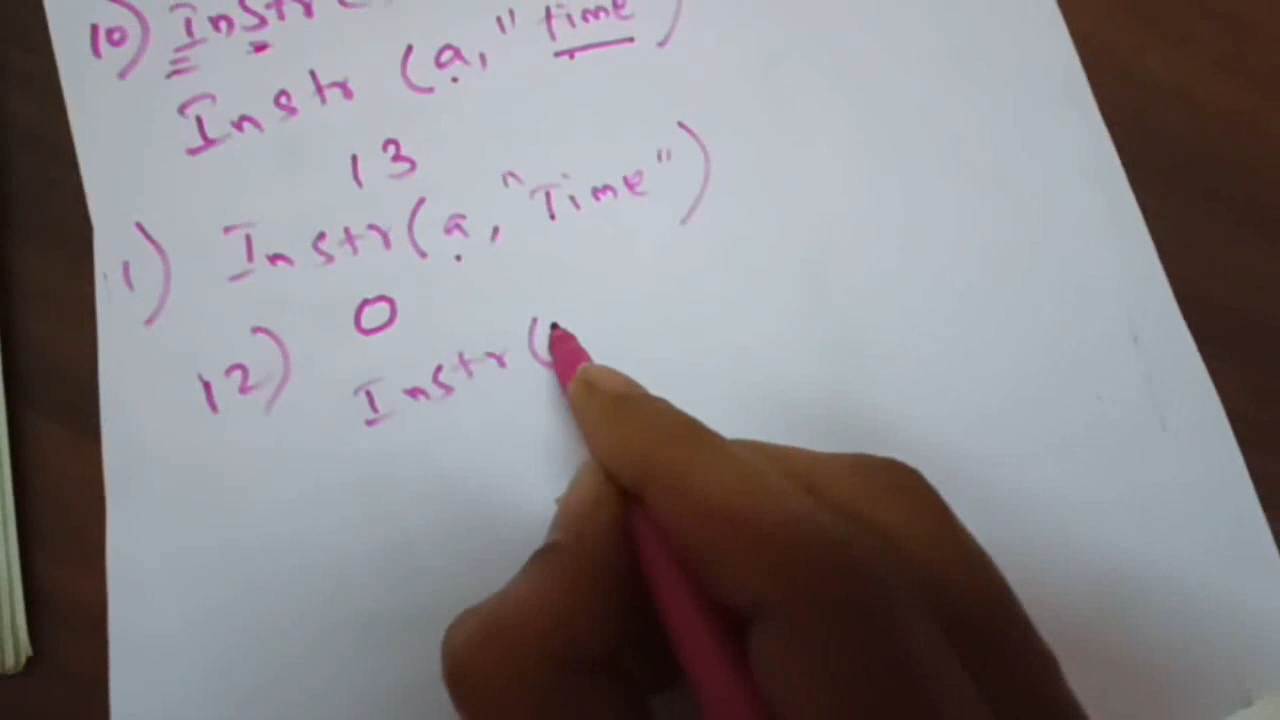 10) Instr
Instr (a, "time )
13
11) Instr(a, "Time")
0
12) Instr (